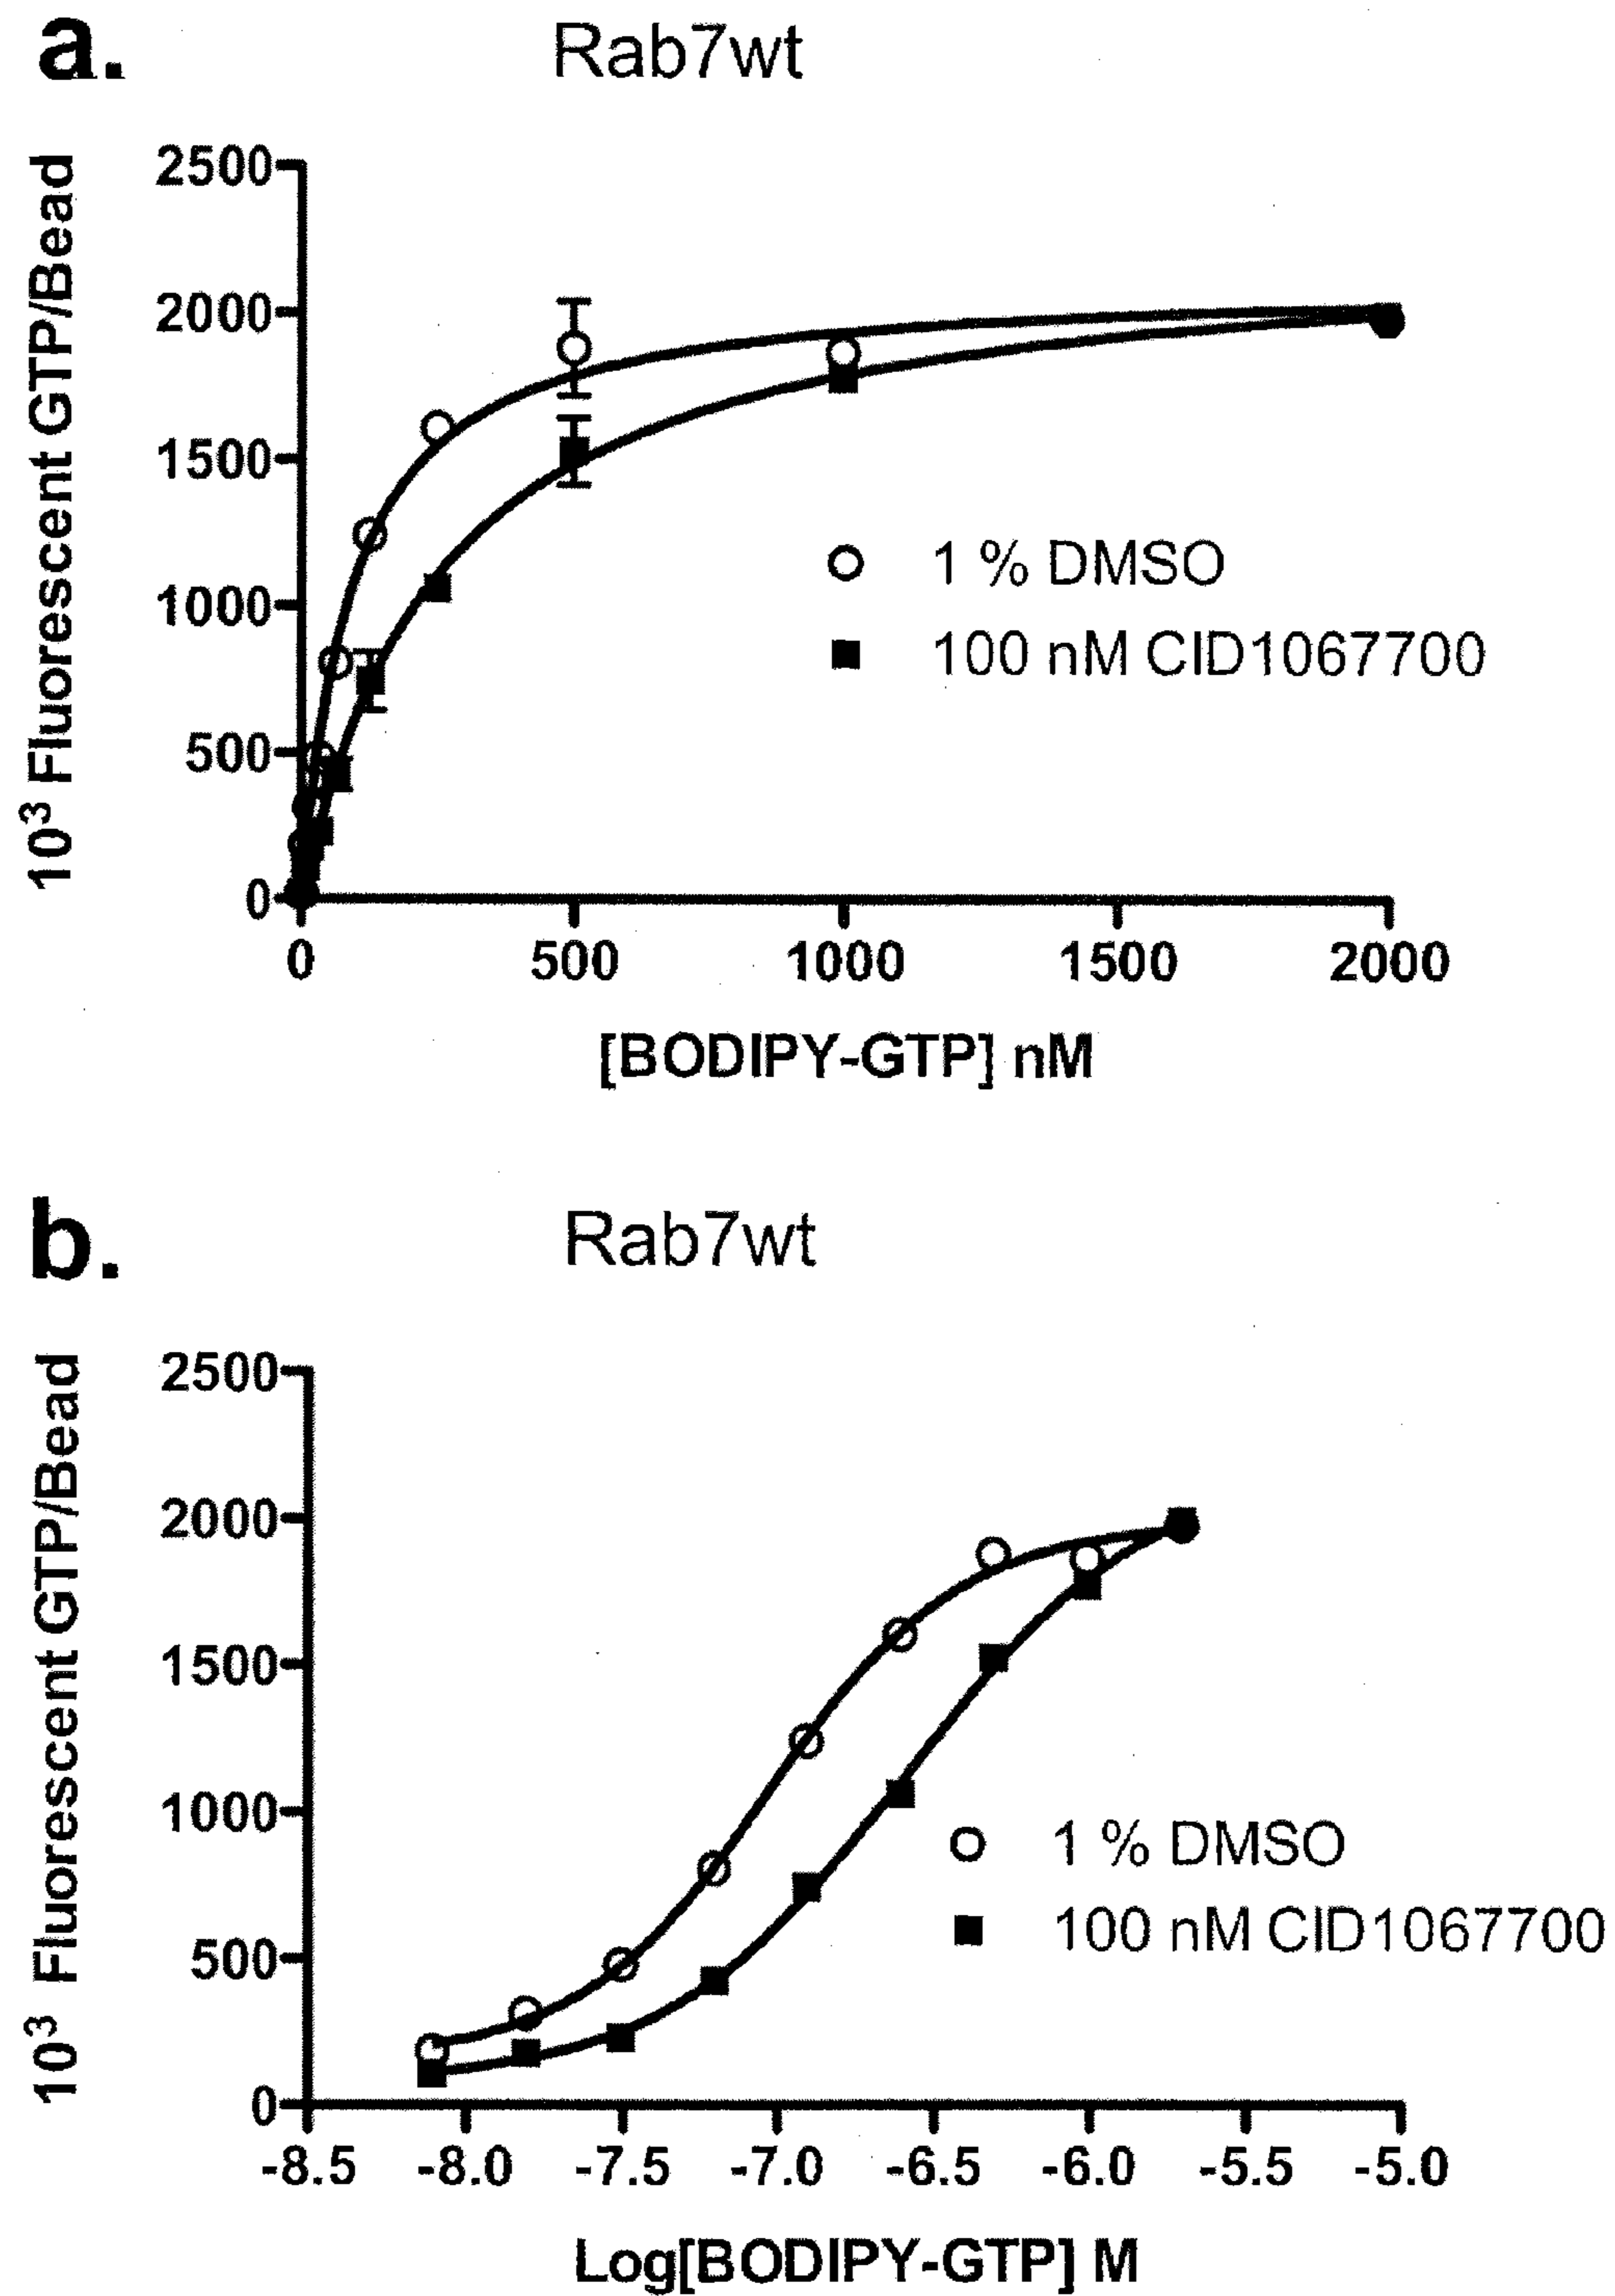 a.
Rab7wt
10³ Fluorescent GTP/Bead
2500
2000
1500
1000
500
0
1 % DMSO
100 nM CID1067700
0 500 1000 1500 2000
[BODIPY-GTP] nM
b.
Rab7wt
10³ Fluorescent GTP/Bead
2500
2000
1500
1000
500
0
1 % DMSO
100 nM CID1067700
-8.5 -8.0 -7.5 -7.0 -6.5 -6.0 -5.5 -5.0
Log[BODIPY-GTP] M